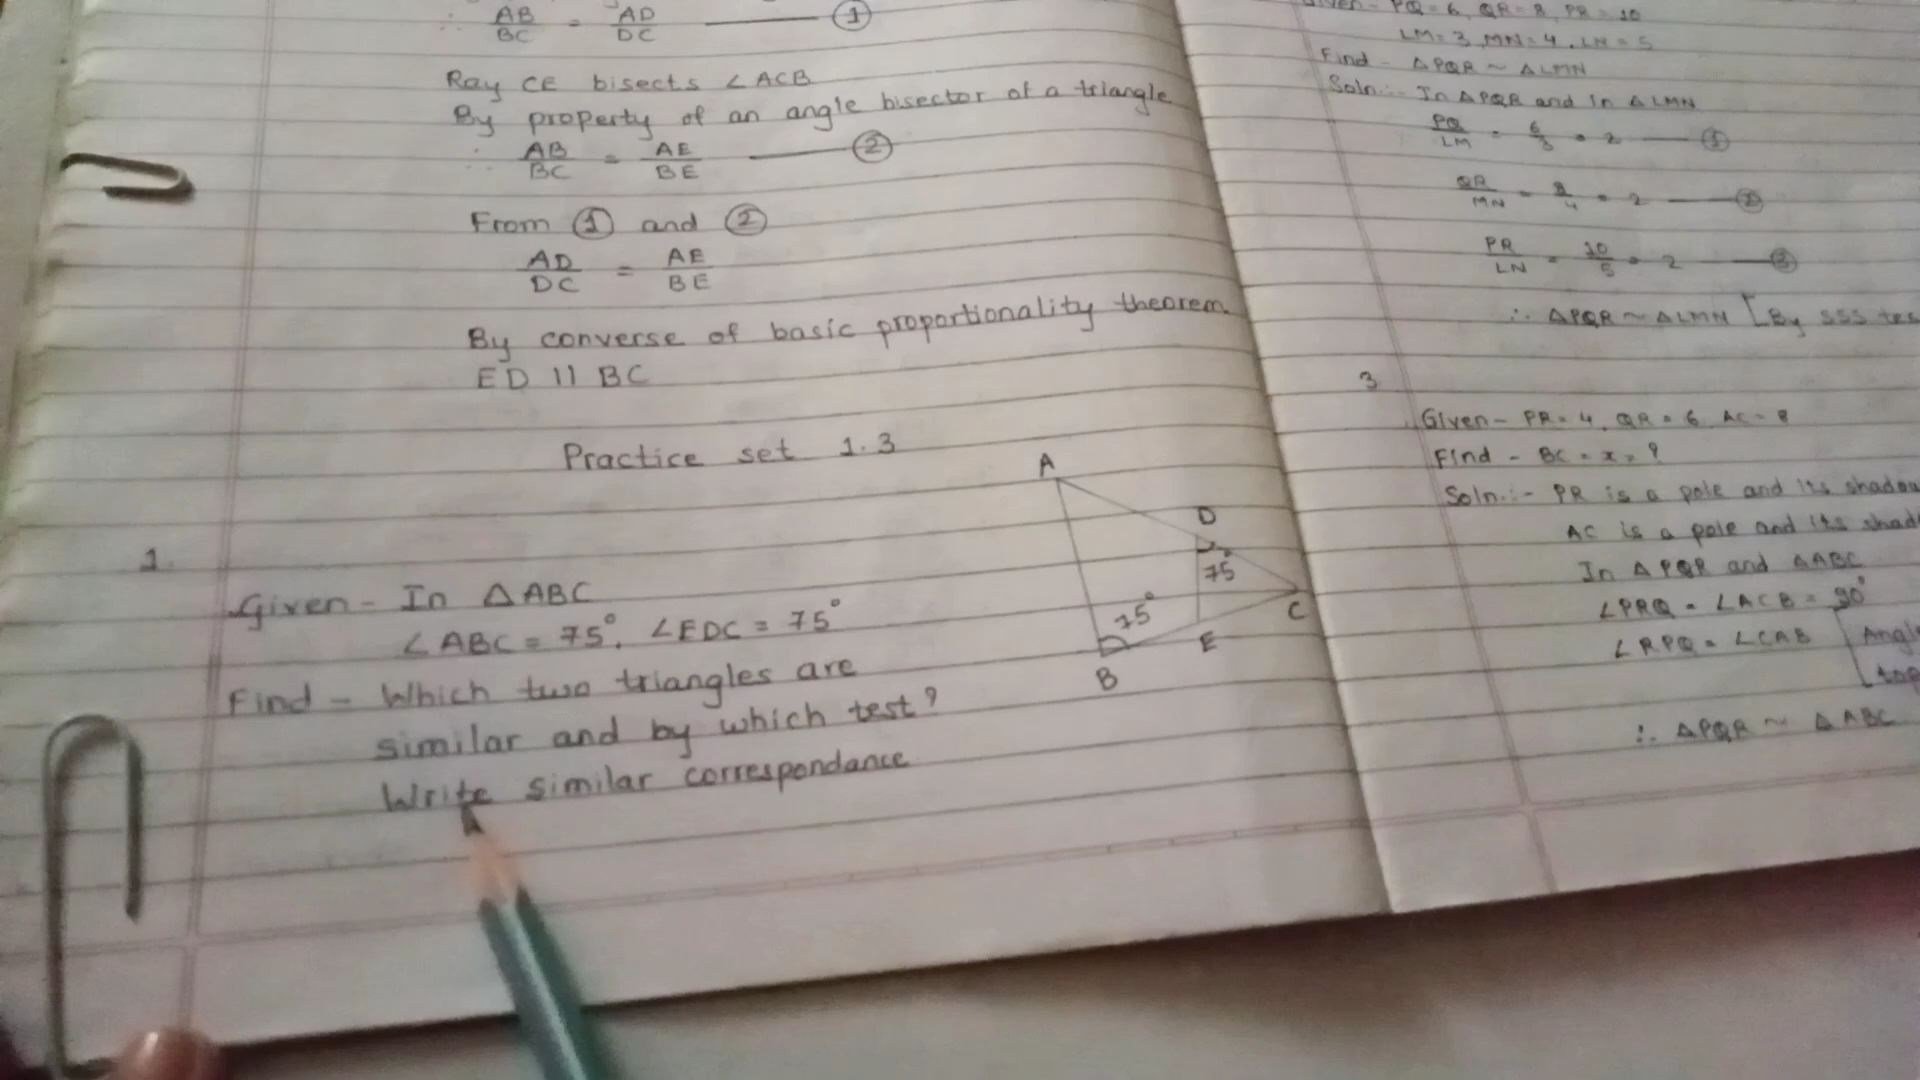 ∴ AB/BC = AD/DC —— ①
Ray CE bisects ∠ACB
By property of an angle bisector of a triangle
∴ AB/BC = AE/BE —— ②
From ① and ②
AD/DC = AE/BE
By converse of basic proportionality theorem
ED || BC
Practice set 1.3
1.
Given - In △ABC
∠ABC = 75°, ∠EDC = 75°
Find - Which two triangles are
similar and by which test?
Write similar correspondance
A
D
75°
75°
C
E
B
Given - PQ = 6, QR = 8, PR = 10
LM = 3, MN = 4, LN = 5
Find - △PQR ~ △LMN
Soln:- In △PQR and In △LMN
PQ/LM = 6/3 = 2 —— ①
QR/MN = 8/4 = 2 —— ②
PR/LN = 10/5 = 2 —— ③
∴ △PQR ~ △LMN [By SSS
3
Given - PR = 4, QR = 6, AC = 8
Find - BC = x = ?
Soln:- PR is a pole and its
AC is a pole and its
In △PQR and △ABC
∠PRQ = ∠ACB = 90°
∠RPQ = ∠CAB [
∴ △PQR ~ △ABC